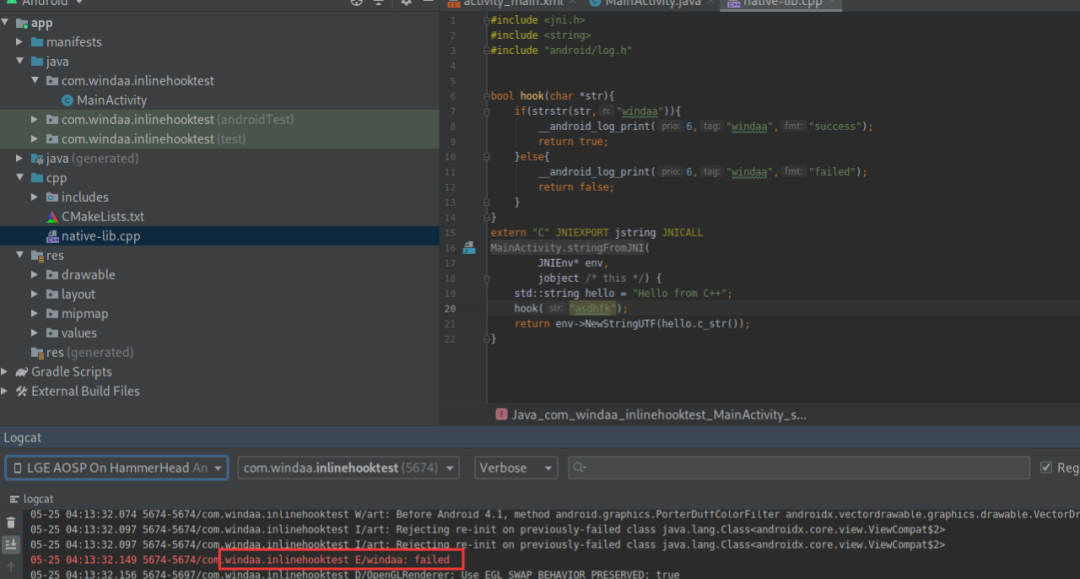 Android
activity_main.xml
MainActivity.java
native-lib.cpp
app
manifests
java
com.windaa.inlinehooktest
MainActivity
com.windaa.inlinehooktest (androidTest)
com.windaa.inlinehooktest (test)
java (generated)
cpp
includes
CMakeLists.txt
native-lib.cpp
res
drawable
layout
mipmap
values
res (generated)
Gradle Scripts
External Build Files
1 #include <jni.h>
2 #include <string>
3 #include "android/log.h"
4
5
6 bool hook(char *str){
7 if(strstr(str, n: "windaa")){
8 __android_log_print( prio: 6, tag: "windaa", fmt: "success");
9 return true;
10 }else{
11 __android_log_print( prio: 6, tag: "windaa", fmt: "failed");
12 return false;
13 }
14 }
15 extern "C" JNIEXPORT jstring JNICALL
16 MainActivity.stringFromJNI(
17 JNIEnv* env,
18 jobject /* this */) {
19 std::string hello = "Hello from C++";
20 hook( str: "asdhfk");
21 return env->NewStringUTF(hello.c_str());
22 }
f Java_com_windaa_inlinehooktest_MainActivity_s...
Logcat
LGE AOSP On HammerHead An
com.windaa.inlinehooktest (5674)
Verbose
Reg
logcat
05-25 04:13:32.074 5674-5674/com.windaa.inlinehooktest W/art: Before Android 4.1, method android.graphics.PorterDuffColorFilter androidx.vectordrawable.graphics.drawable.VectorDr
05-25 04:13:32.097 5674-5674/com.windaa.inlinehooktest I/art: Rejecting re-init on previously-failed class java.lang.Class<androidx.core.view.ViewCompat$2>
05-25 04:13:32.097 5674-5674/com.windaa.inlinehooktest I/art: Rejecting re-init on previously-failed class java.lang.Class<androidx.core.view.ViewCompat$2>
05-25 04:13:32.149 5674-5674/com.windaa.inlinehooktest E/windaa: failed
05-25 04:13:32.156 5674-5697/com.windaa.inlinehooktest D/OpenGLRenderer: Use EGL SWAP BEHAVIOR PRESERVED: true